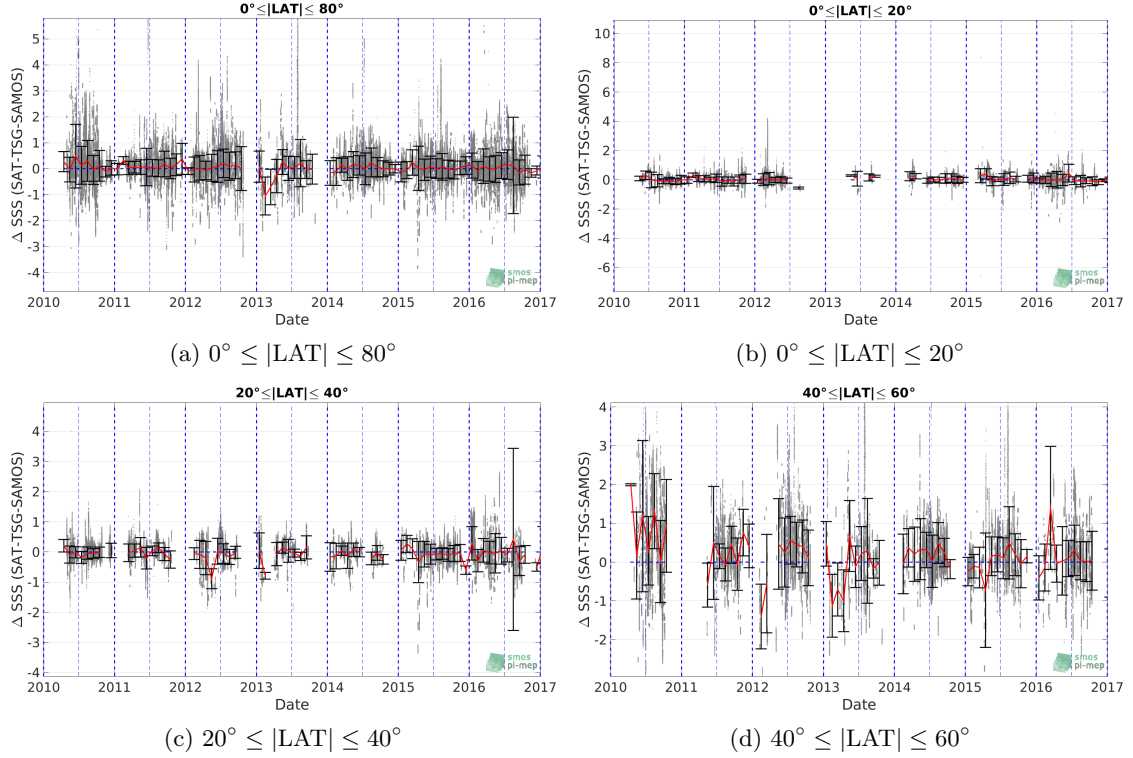 0°≤|LAT|≤ 80°
Δ SSS (SAT-TSG-SAMOS)
5
4
3
2
1
0
-1
-2
-3
-4
2010 2011 2012 2013 2014 2015 2016 2017
Date
smos
pi-mep
(a) 0° ≤ |LAT| ≤ 80°
0°≤|LAT|≤ 20°
Δ SSS (SAT-TSG-SAMOS)
10
8
6
4
2
0
-2
-4
-6
2010 2011 2012 2013 2014 2015 2016 2017
Date
smos
pi-mep
(b) 0° ≤ |LAT| ≤ 20°
20°≤|LAT|≤ 40°
Δ SSS (SAT-TSG-SAMOS)
4
3
2
1
0
-1
-2
-3
-4
2010 2011 2012 2013 2014 2015 2016 2017
Date
smos
pi-mep
(c) 20° ≤ |LAT| ≤ 40°
40°≤|LAT|≤ 60°
Δ SSS (SAT-TSG-SAMOS)
4
3
2
1
0
-1
-2
2010 2011 2012 2013 2014 2015 2016 2017
Date
smos
pi-mep
(d) 40° ≤ |LAT| ≤ 60°